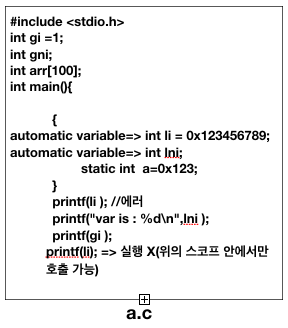 #include <stdio.h>
int gi =1;
int gni;
int arr[100];
int main(){
{
automatic variable=> int li = 0x123456789;
automatic variable=> int lni;
static int a=0x123;
}
printf(li ); //에러
printf("var is : %d\n",lni );
printf(gi );
printf(li); => 실행 X(위의 스코프 안에서만
호출 가능)
a.c